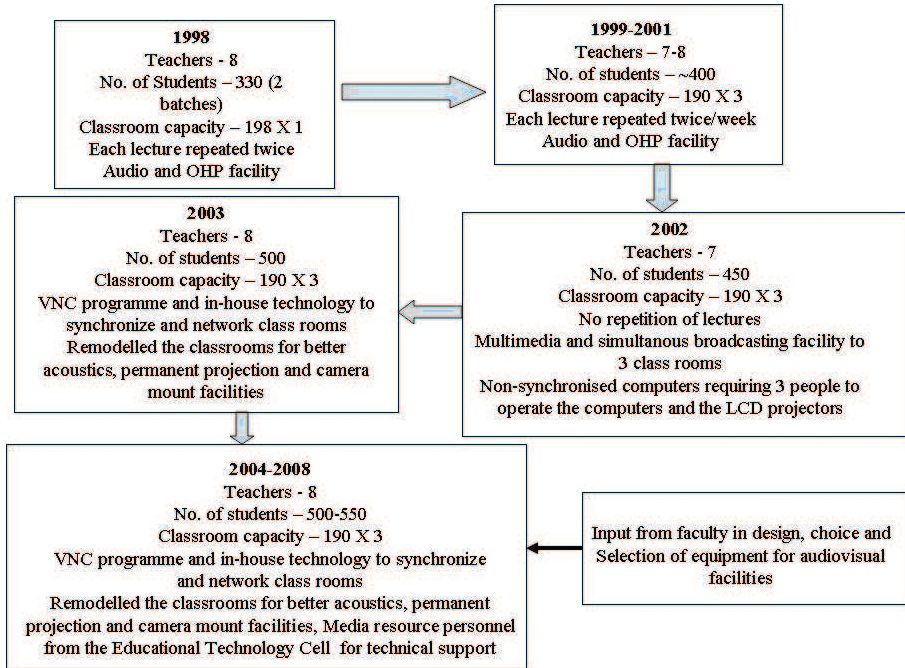 1998
Teachers - 8
No. of Students – 330 (2
batches)
Classroom capacity – 198 X 1
Each lecture repeated twice
Audio and OHP facility
1999-2001
Teachers - 7-8
No. of students – ~400
Classroom capacity – 190 X 3
Each lecture repeated twice/week
Audio and OHP facility
2002
Teachers - 7
No. of students – 450
Classroom capacity – 190 X 3
No repetition of lectures
Multimedia and simultanous broadcasting facility to
3 class rooms
Non-synchronised computers requiring 3 people to
operate the computers and the LCD projectors
2003
Teachers - 8
No. of students – 500
Classroom capacity – 190 X 3
VNC programme and in-house technology to
synchronize and network class rooms
Remodelled the classrooms for better
acoustics, permanent projection and camera
mount facilities
2004-2008
Teachers - 8
No. of students – 500-550
Classroom capacity – 190 X 3
VNC programme and in-house technology to synchronize
and network class rooms
Remodelled the classrooms for better acoustics, permanent
projection and camera mount facilities, Media resource personnel
from the Educational Technology Cell for technical support
Input from faculty in design, choice and
Selection of equipment for audiovisual
facilities